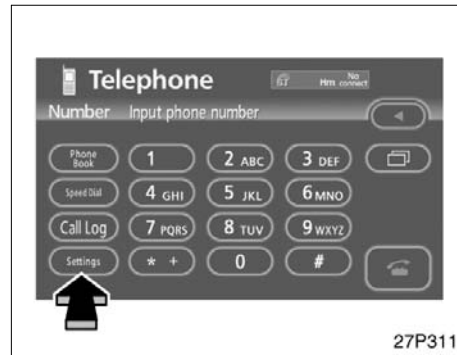 Telephone
Hm No connect
Number Input phone number
Phone Book 1 2 ABC 3 DEF
Speed Dial 4 GHI 5 JKL 6 MNO
Call Log 7 PQRS 8 TUV 9 WXYZ
Settings * + 0 #
27P311